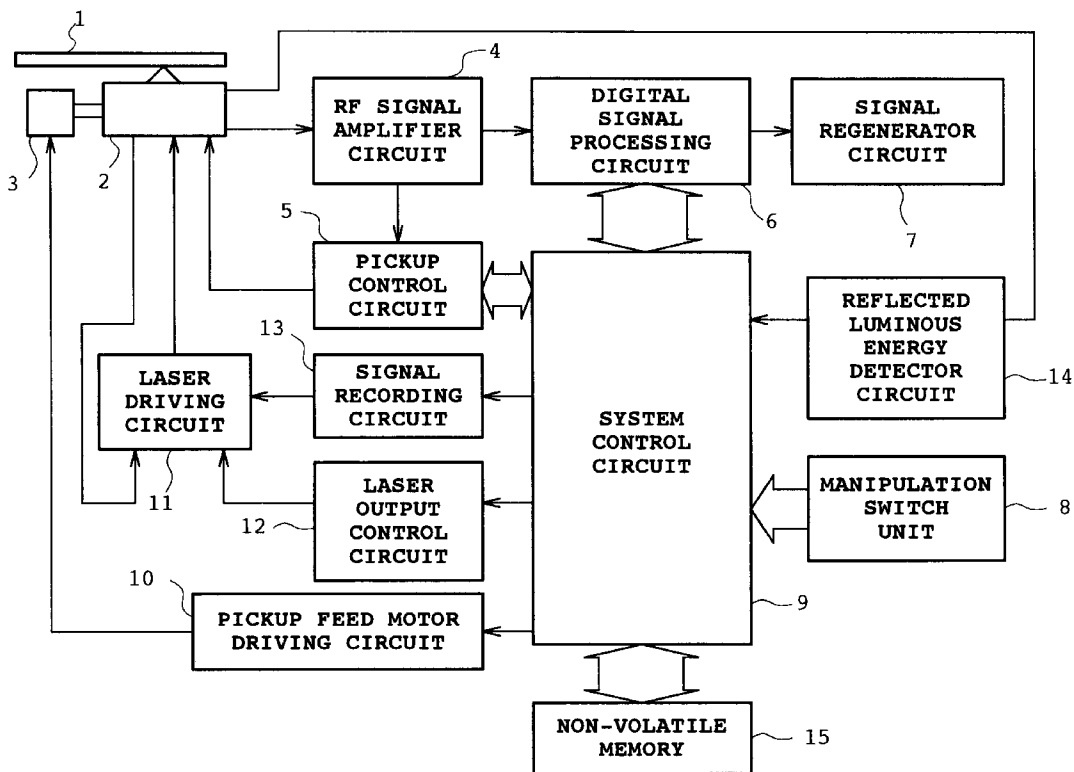 1
3
2
4
RF SIGNAL
AMPLIFIER
CIRCUIT
DIGITAL
SIGNAL
PROCESSING
CIRCUIT
6
SIGNAL
REGENERATOR
CIRCUIT
7
5
PICKUP
CONTROL
CIRCUIT
REFLECTED
LUMINOUS
ENERGY
DETECTOR
CIRCUIT
14
13
SIGNAL
RECORDING
CIRCUIT
LASER
DRIVING
CIRCUIT
11
SYSTEM
CONTROL
CIRCUIT
9
LASER
OUTPUT
CONTROL
CIRCUIT
12
MANIPULATION
SWITCH
UNIT
8
10
PICKUP FEED MOTOR
DRIVING CIRCUIT
NON-VOLATILE
MEMORY
15